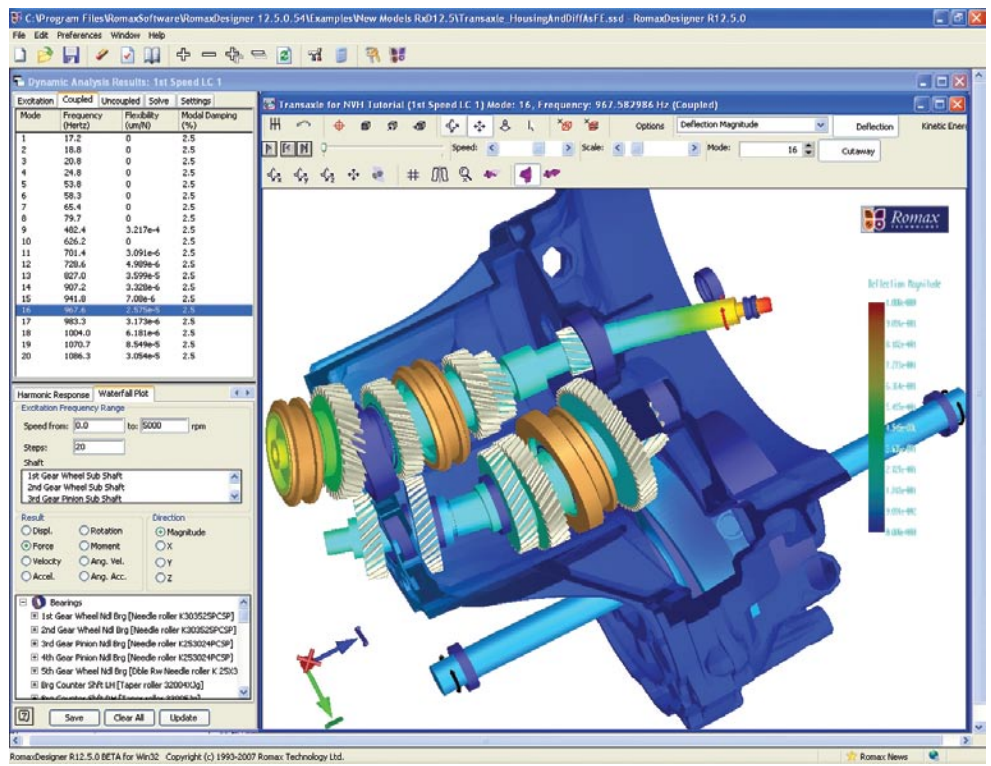 C:\Program Files\RomaxSoftware\RomaxDesigner 12.5.0.54\Examples\New Models RxD12.5\Transaxle_HousingAndDiffAsFE.ssd - RomaxDesigner R12.5.0
File Edit Preferences Window Help
Dynamic Analysis Results: 1st Speed LC 1
Excitation Coupled Uncoupled Solve Settings
Mode Frequency (Hertz) Flexibility (um/N) Modal Damping (%)
1 17.2 0 2.5
2 18.8 0 2.5
3 20.8 0 2.5
4 24.8 0 2.5
5 53.8 0 2.5
6 58.3 0 2.5
7 65.4 0 2.5
8 79.7 0 2.5
9 482.4 3.217e-4 2.5
10 626.2 0 2.5
11 701.4 3.091e-6 2.5
12 728.6 4.989e-6 2.5
13 827.0 3.599e-5 2.5
14 907.2 3.328e-6 2.5
15 941.8 7.08e-6 2.5
16 967.6 2.575e-5 2.5
17 983.3 3.173e-6 2.5
18 1004.0 6.181e-6 2.5
19 1070.7 8.549e-5 2.5
20 1086.3 3.054e-5 2.5
Harmonic Response Waterfall Plot
Excitation Frequency Range
Speed from: 0.0 to: 5000 rpm
Steps: 20
Shaft
1st Gear Wheel Sub Shaft
2nd Gear Wheel Sub Shaft
3rd Gear Pinion Sub Shaft
Result Direction
Displ. Rotation Magnitude
Force Moment X
Velocity Ang. Vel. Y
Accel. Ang. Acc. Z
Bearings
1st Gear Wheel Ndl Brg [Needle roller K303525PCSP]
2nd Gear Wheel Ndl Brg [Needle roller K303525PCSP]
3rd Gear Pinion Ndl Brg [Needle roller K253024PCSP]
4th Gear Pinion Ndl Brg [Needle roller K253024PCSP]
5th Gear Wheel Ndl Brg [Dble Rw Needle roller K 25X3
Brg Counter Shft LH [Taper roller 32004XJg]
Save Clear All Update
Transaxle for NVH Tutorial (1st Speed LC 1) Mode: 16, Frequency: 967.582986 Hz (Coupled)
Options Deflection Magnitude Deflection Kinetic Energ
Speed: Scale: Mode: 16 Cutaway
Romax
TECHNOLOGY
Deflection Magnitude
RomaxDesigner R12.5.0 BETA for Win32 Copyright (c) 1993-2007 Romax Technology Ltd.
Romax News